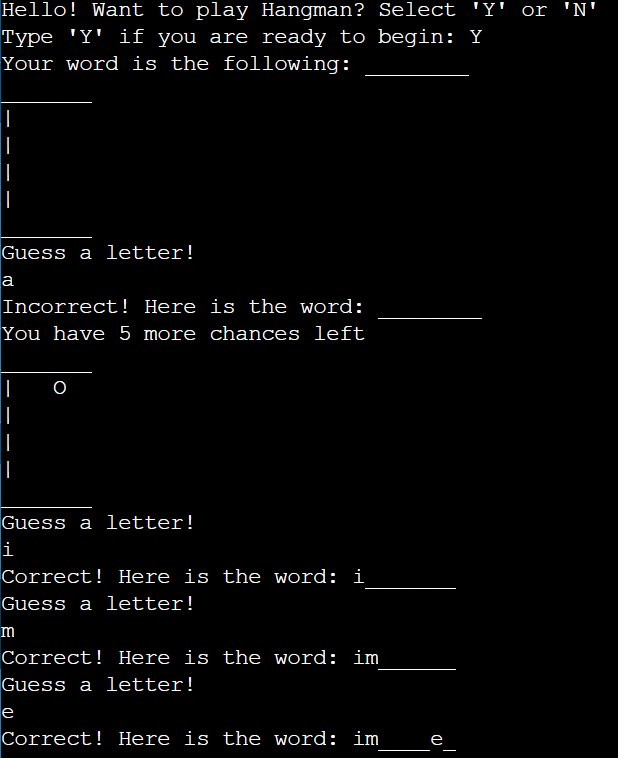 Hello! Want to play Hangman? Select 'Y' or 'N'
Type 'Y' if you are ready to begin: Y
Your word is the following: ________
_______
|
|
|
|
_______
Guess a letter!
a
Incorrect! Here is the word: ________
You have 5 more chances left
_______
|   O
|
|
|
_______
Guess a letter!
i
Correct! Here is the word: i_______
Guess a letter!
m
Correct! Here is the word: im______
Guess a letter!
e
Correct! Here is the word: im____e_